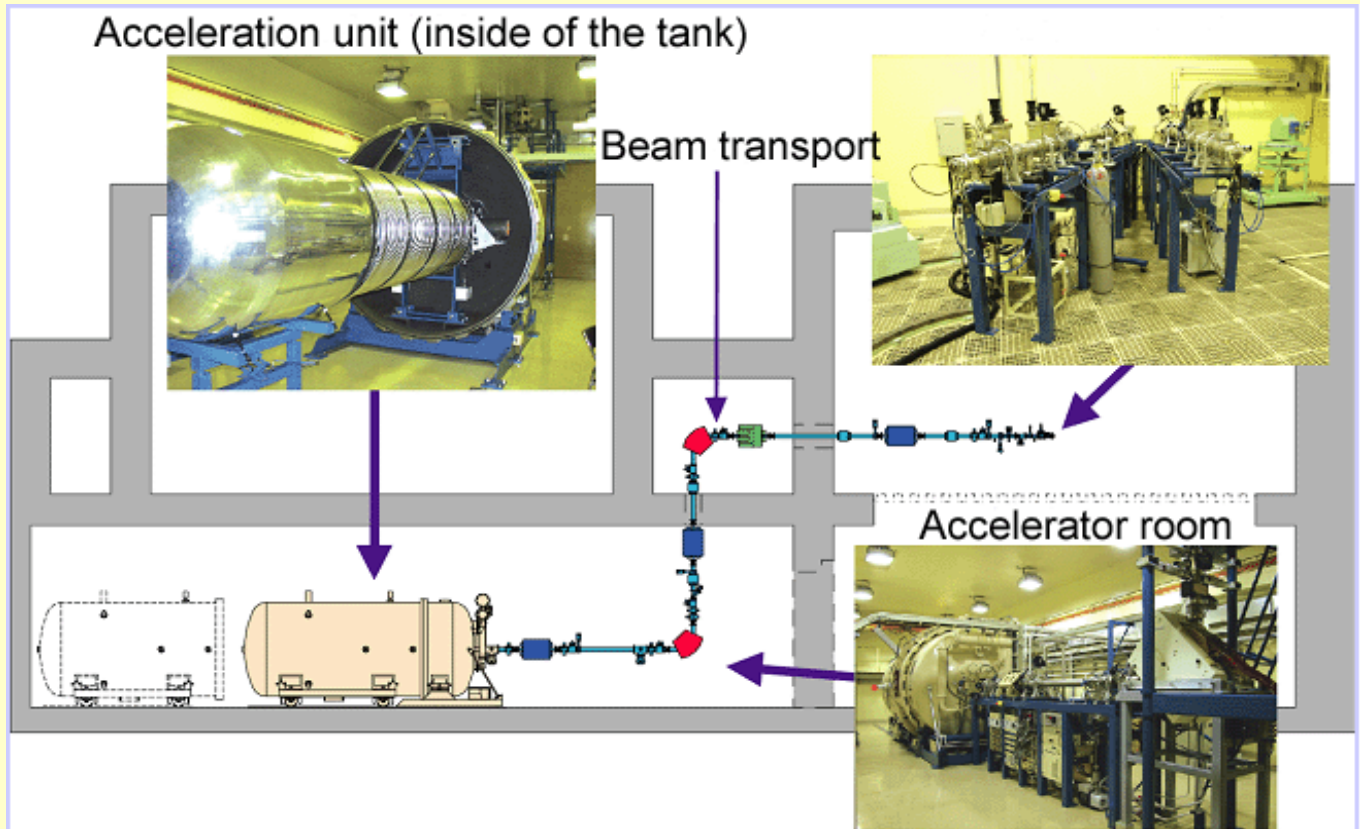 Acceleration unit (inside of the tank)
Beam transport
Accelerator room